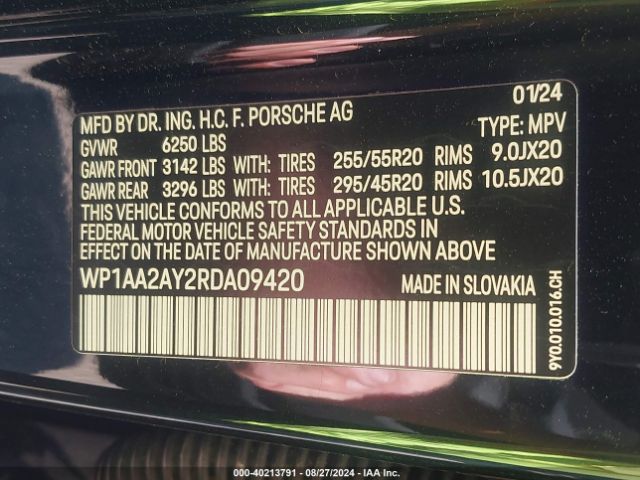 01/24
MFD BY DR. ING. H.C. F. PORSCHE AG
GVWR 6250 LBS TYPE: MPV
GAWR FRONT 3142 LBS WITH: TIRES 255/55R20 RIMS 9.0JX20
GAWR REAR 3296 LBS WITH: TIRES 295/45R20 RIMS 10.5JX20
THIS VEHICLE CONFORMS TO ALL APPLICABLE U.S.
FEDERAL MOTOR VEHICLE SAFETY STANDARDS IN
EFFECT ON THE DATE OF MANUFACTURE SHOWN ABOVE
WP1AA2AY2RDA09420 MADE IN SLOVAKIA
9Y0.010.016.CH
000-40213791 - 08/27/2024 - IAA Inc.